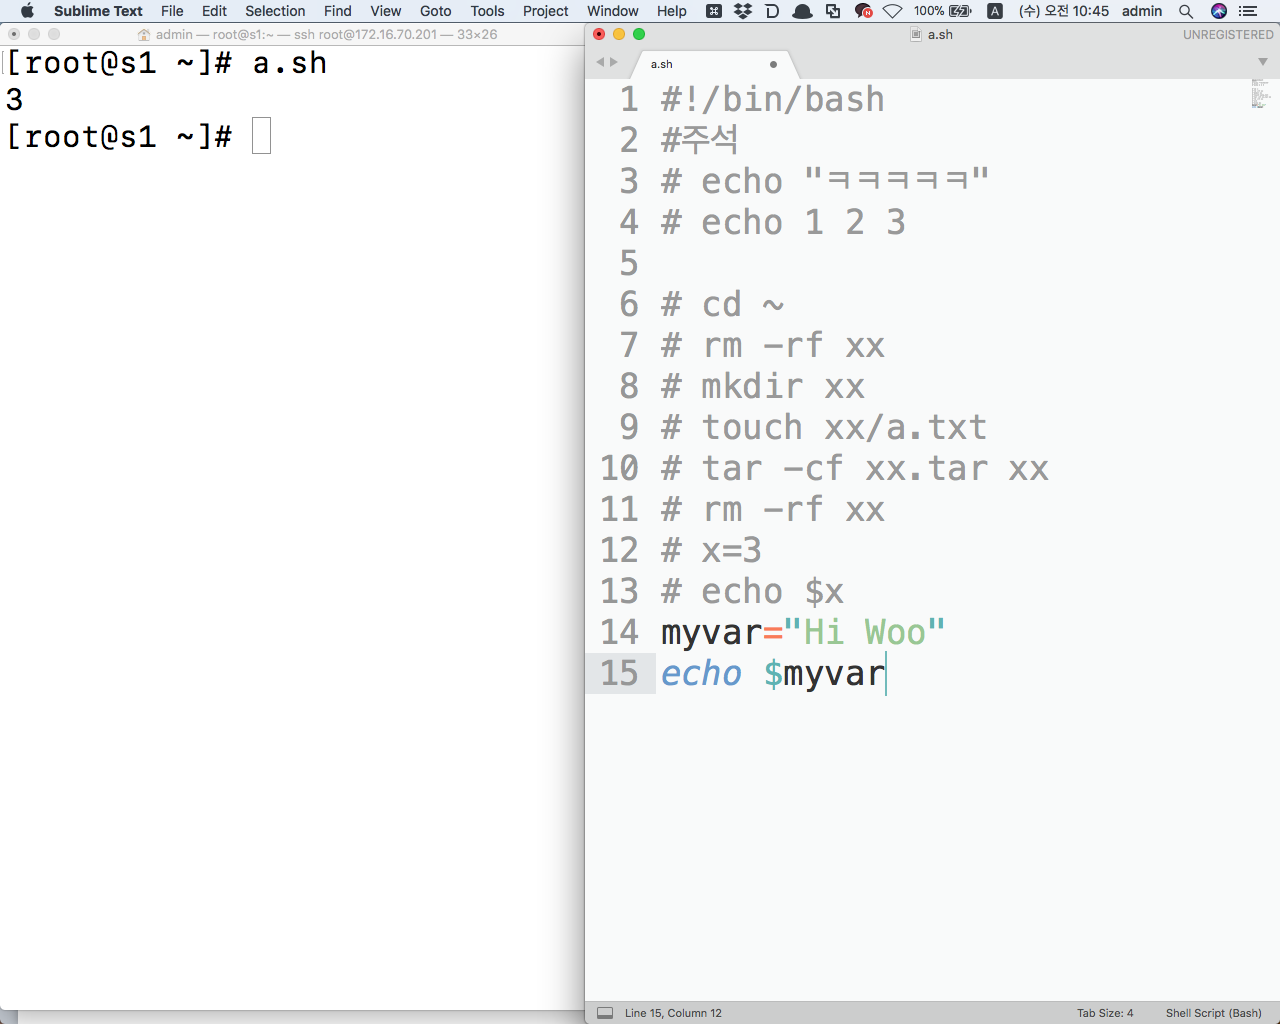 Sublime Text File Edit Selection Find View Goto Tools Project Window Help 100% A (수) 오전 10:45 admin
admin — root@s1:~ — ssh root@172.16.70.201 — 33×26
[root@s1 ~]# a.sh
3
[root@s1 ~]#
a.sh
UNREGISTERED
a.sh
1 #!/bin/bash
2 #주석
3 # echo "ㅋㅋㅋㅋㅋ"
4 # echo 1 2 3
5
6 # cd ~
7 # rm -rf xx
8 # mkdir xx
9 # touch xx/a.txt
10 # tar -cf xx.tar xx
11 # rm -rf xx
12 # x=3
13 # echo $x
14 myvar="Hi Woo"
15 echo $myvar
Line 15, Column 12
Tab Size: 4
Shell Script (Bash)